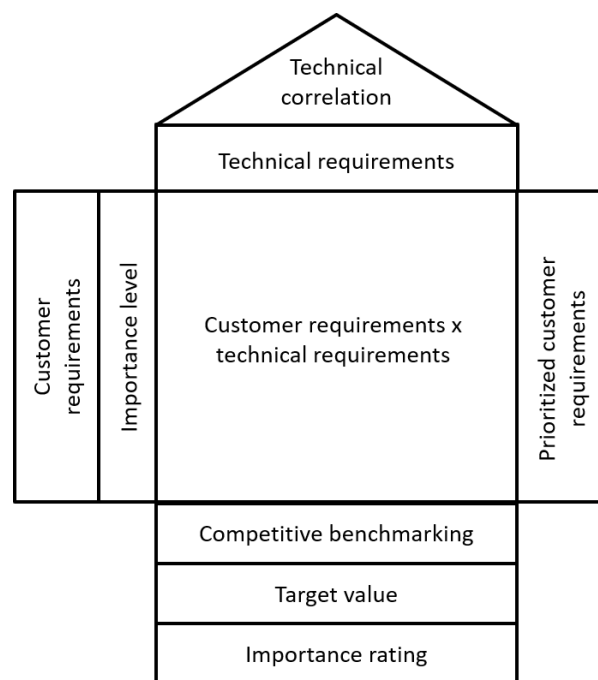 Technical
correlation
Technical requirements
Customer
requirements
Importance level
Customer requirements x
technical requirements
Prioritized customer
requirements
Competitive benchmarking
Target value
Importance rating